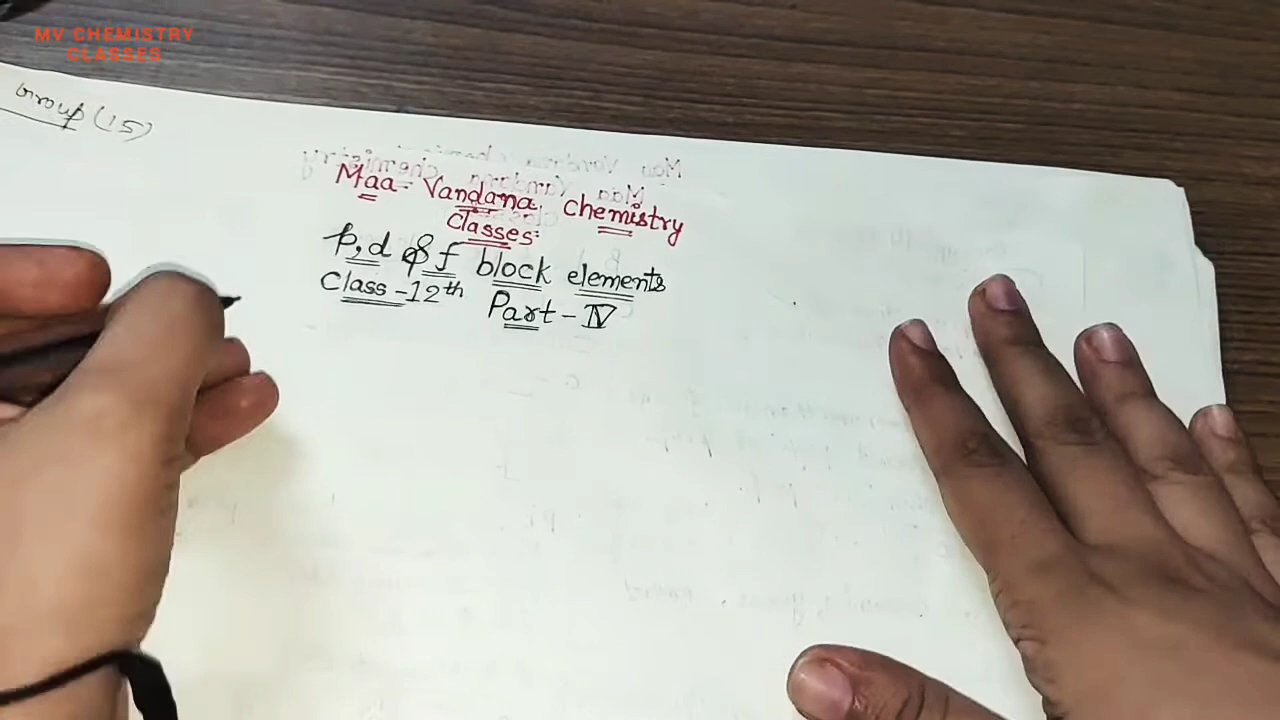 MV CHEMISTRY
CLASSES
Group (15)
Maa Vandana chemistry
classes
p, d & f block elements
Class-12th Part-IV